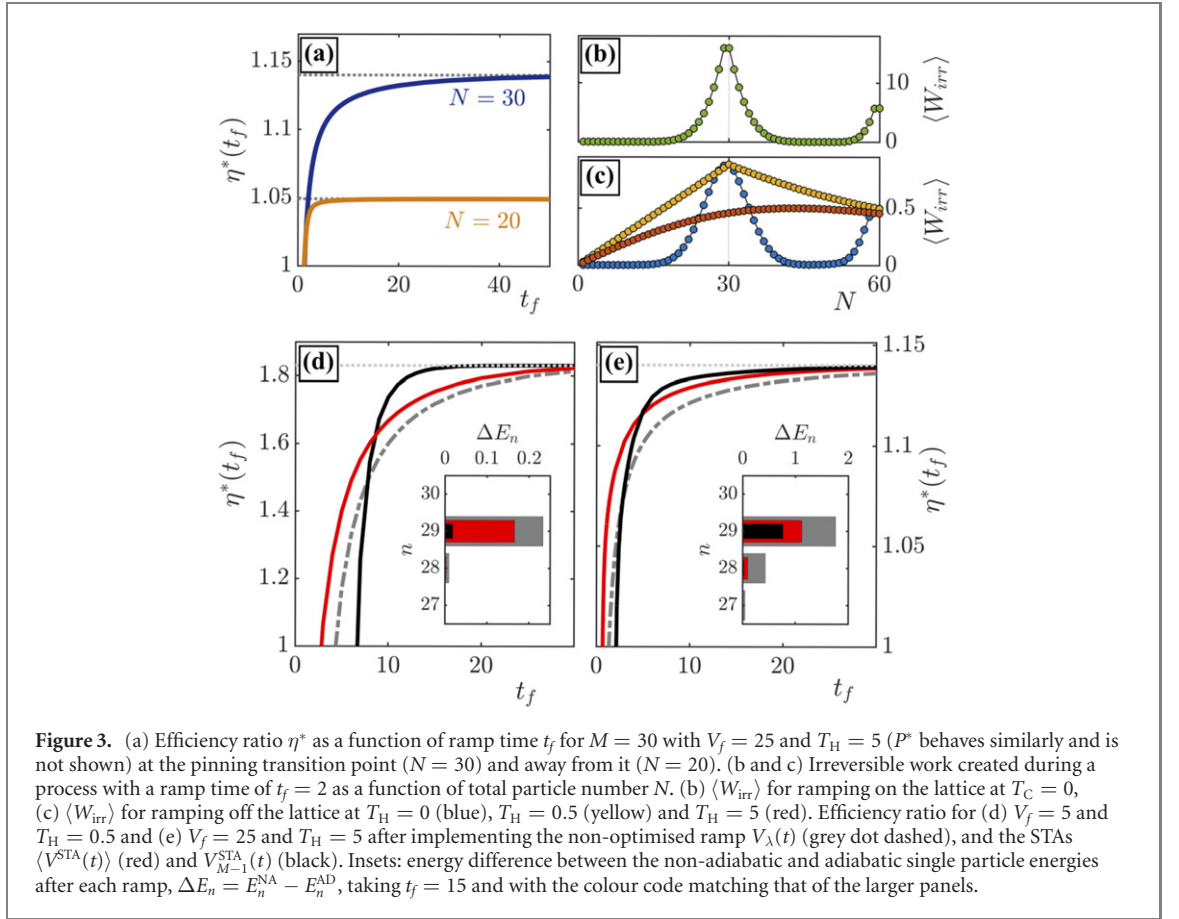 (a)
1.15
1.1
1.05
1
η*(t_f)
N = 30
N = 20
0 20 40
t_f
(b)
10
0
⟨W_irr⟩
(c)
0.5
0
⟨W_irr⟩
0 30 60
N
(d)
1.8
1.6
1.4
1.2
1
η*(t_f)
0 10 20
t_f
ΔE_n
0 0.1 0.2
30
29
28
27
n
(e)
1.15
1.1
1.05
1
η*(t_f)
0 10 20
t_f
ΔE_n
0 1 2
30
29
28
27
n
Figure 3. (a) Efficiency ratio η* as a function of ramp time t_f for M = 30 with V_f = 25 and T_H = 5 (P* behaves similarly and is
not shown) at the pinning transition point (N = 30) and away from it (N = 20). (b and c) Irreversible work created during a
process with a ramp time of t_f = 2 as a function of total particle number N. (b) ⟨W_irr⟩ for ramping on the lattice at T_C = 0,
(c) ⟨W_irr⟩ for ramping off the lattice at T_H = 0 (blue), T_H = 0.5 (yellow) and T_H = 5 (red). Efficiency ratio for (d) V_f = 5 and
T_H = 0.5 and (e) V_f = 25 and T_H = 5 after implementing the non-optimised ramp V_λ(t) (grey dot dashed), and the STAs
⟨V^STA(t)⟩ (red) and V^STA_M−1(t) (black). Insets: energy difference between the non-adiabatic and adiabatic single particle energies
after each ramp, ΔE_n = E_n^NA − E_n^AD, taking t_f = 15 and with the colour code matching that of the larger panels.